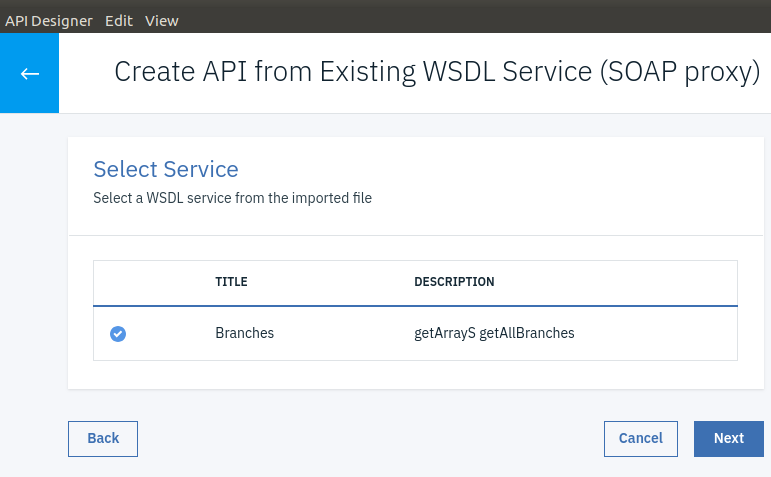 API Designer Edit View
Create API from Existing WSDL Service (SOAP proxy)
Select Service
Select a WSDL service from the imported file
TITLE DESCRIPTION
Branches getArrayS getAllBranches
Back Cancel Next